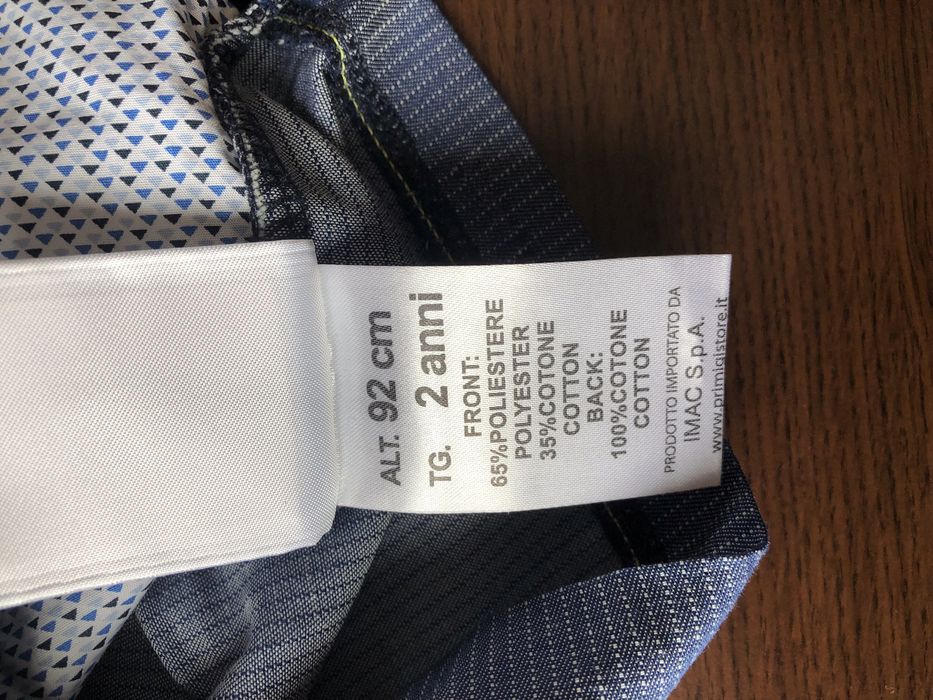 ALT. 92 cm
TG. 2 anni
FRONT:
65%POLIESTERE
POLYESTER
35%COTONE
COTTON
BACK:
100%COTONE
COTTON
PRODOTTO IMPORTATO DA
IMAC S.p.A.
www.primigistore.it